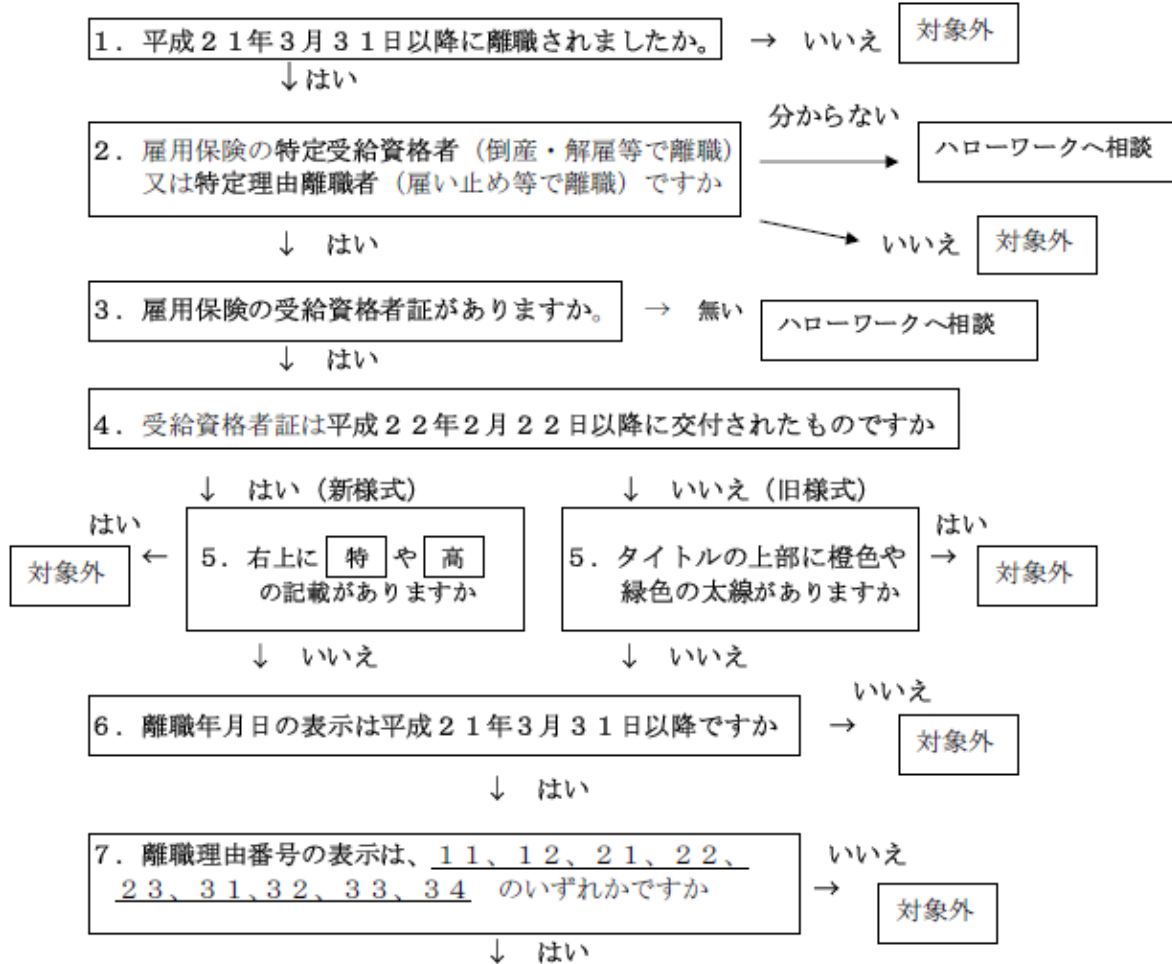 １．平成２１年３月３１日以降に離職されましたか。 → いいえ 対象外
↓はい
分からない
２．雇用保険の特定受給資格者（倒産・解雇等で離職） ハローワークへ相談
又は特定理由離職者（雇い止め等で離職）ですか
↓ はい いいえ 対象外
３．雇用保険の受給資格者証がありますか。 → 無い ハローワークへ相談
↓ はい
４．受給資格者証は平成２２年２月２２日以降に交付されたものですか
↓ はい（新様式） ↓ いいえ（旧様式）
はい ← 対象外 ５．右上に 特 や 高
の記載がありますか
５．タイトルの上部に橙色や
緑色の太線がありますか
はい → 対象外
↓ いいえ ↓ いいえ
６．離職年月日の表示は平成２１年３月３１日以降ですか → いいえ 対象外
↓ はい
７．離職理由番号の表示は、１１、１２、２１、２２、
２３、３１、３２、３３、３４ のいずれかですか → いいえ 対象外
↓ はい